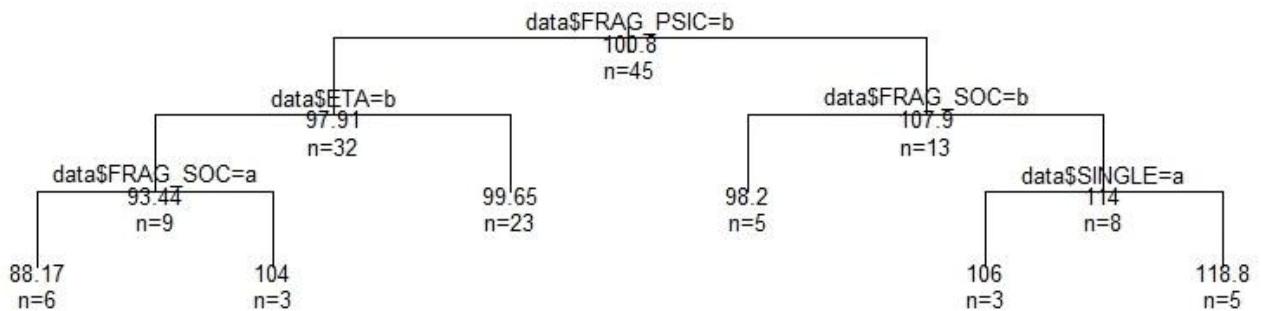 data$FRAG_PSIC=b
100.8
n=45
data$ETA=b
97.91
n=32
data$FRAG_SOC=b
107.9
n=13
data$FRAG_SOC=a
93.44
n=9
99.65
n=23
98.2
n=5
data$SINGLE=a
114
n=8
88.17
n=6
104
n=3
106
n=3
118.8
n=5